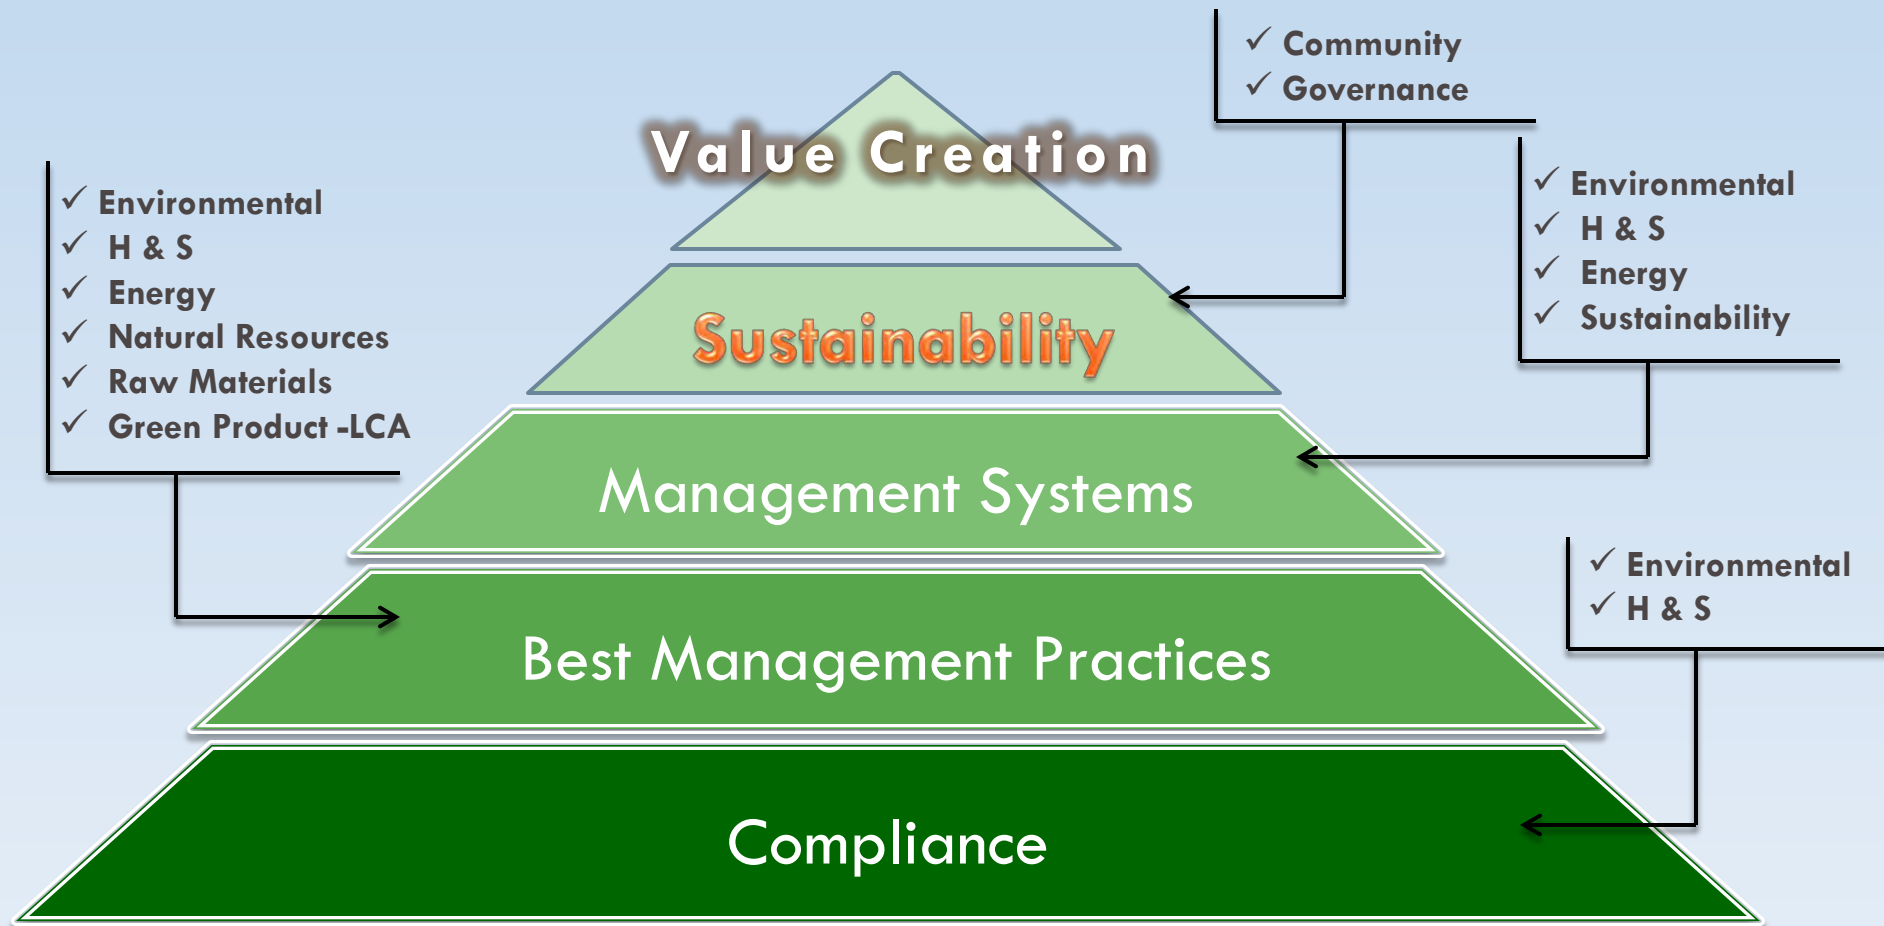 Value Creation
Sustainability
Management Systems
Best Management Practices
Compliance
✓ Environmental
✓ H & S
✓ Energy
✓ Natural Resources
✓ Raw Materials
✓ Green Product -LCA
✓ Community
✓ Governance
✓ Environmental
✓ H & S
✓ Energy
✓ Sustainability
✓ Environmental
✓ H & S